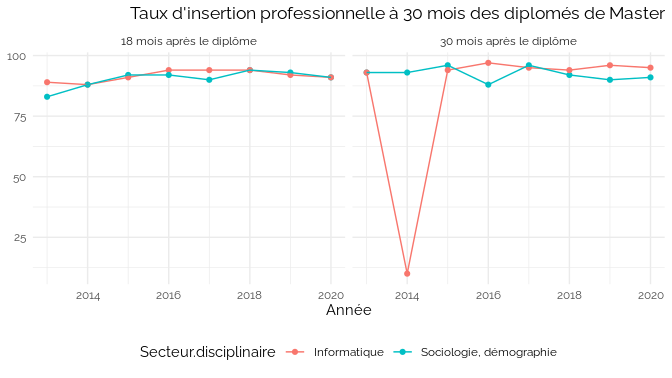 Taux d'insertion professionnelle à 30 mois des diplomés de Master
18 mois après le diplôme
30 mois après le diplôme
100
75
50
25
2014 2016 2018 2020
2014 2016 2018 2020
Année
Secteur.disciplinaire Informatique Sociologie, démographie